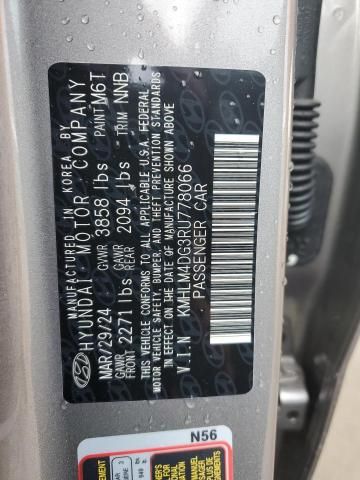 MANUFACTURED IN KOREA BY
HYUNDAI MOTOR COMPANY
MAR/29/24 GVWR 3858 lbs PAINT M6T
GAWR FRONT 2271 lbs GAWR REAR 2094 lbs TRIM NNB
THIS VEHICLE CONFORMS TO ALL APPLICABLE U.S.A. FEDERAL
MOTOR VEHICLE SAFETY, BUMPER, AND THEFT PREVENTION
STANDARDS IN EFFECT ON THE DATE OF MANUFACTURE
SHOWN ABOVE.
V.I.N KMHLM4DG3RU778066
PASSENGER CAR
N56